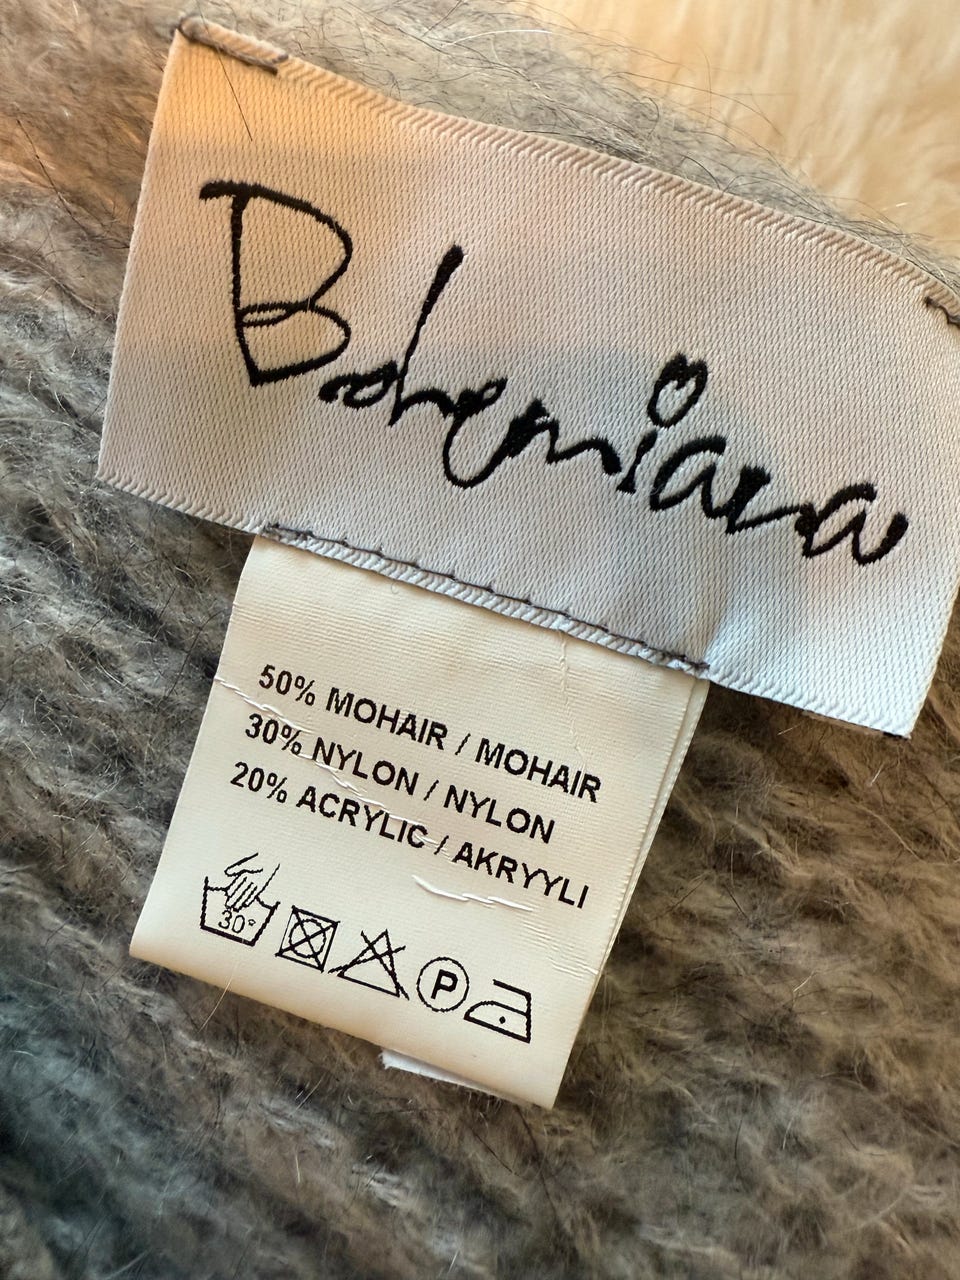 Bohemiana
50% MOHAIR / MOHAIR
30% NYLON / NYLON
20% ACRYLIC / AKRYYLI
30°
P